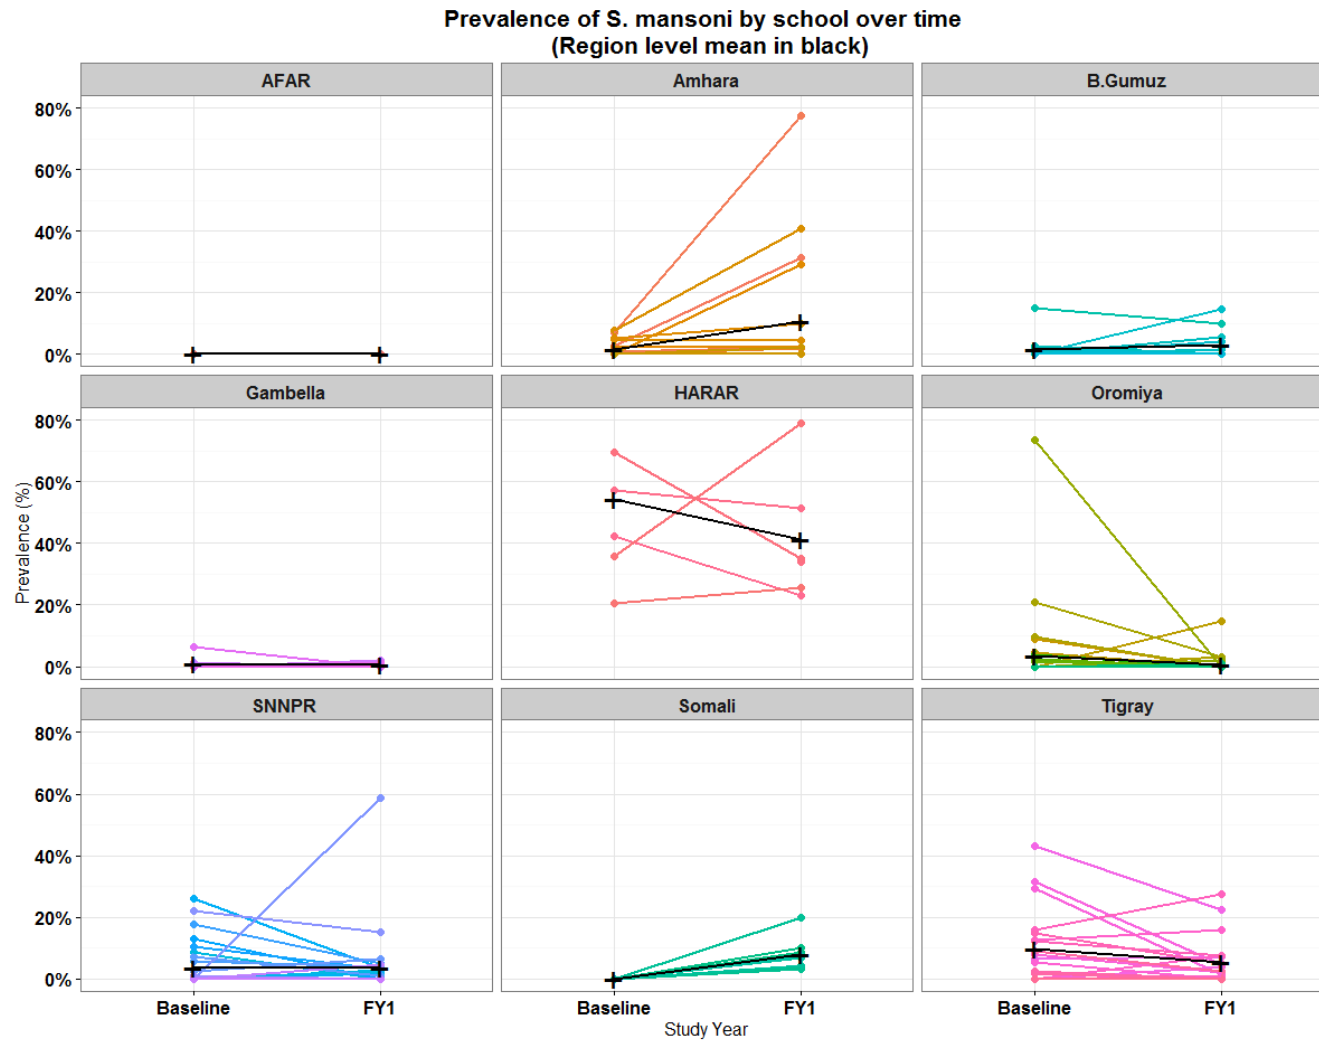 Prevalence of S. mansoni by school over time
(Region level mean in black)
AFAR
Amhara
B.Gumuz
80%
60%
40%
20%
0%
Gambella
HARAR
Oromiya
80%
60%
40%
20%
0%
SNNPR
Somali
Tigray
80%
60%
40%
20%
0%
Prevalence (%)
Baseline FY1 Baseline FY1 Baseline FY1
Study Year